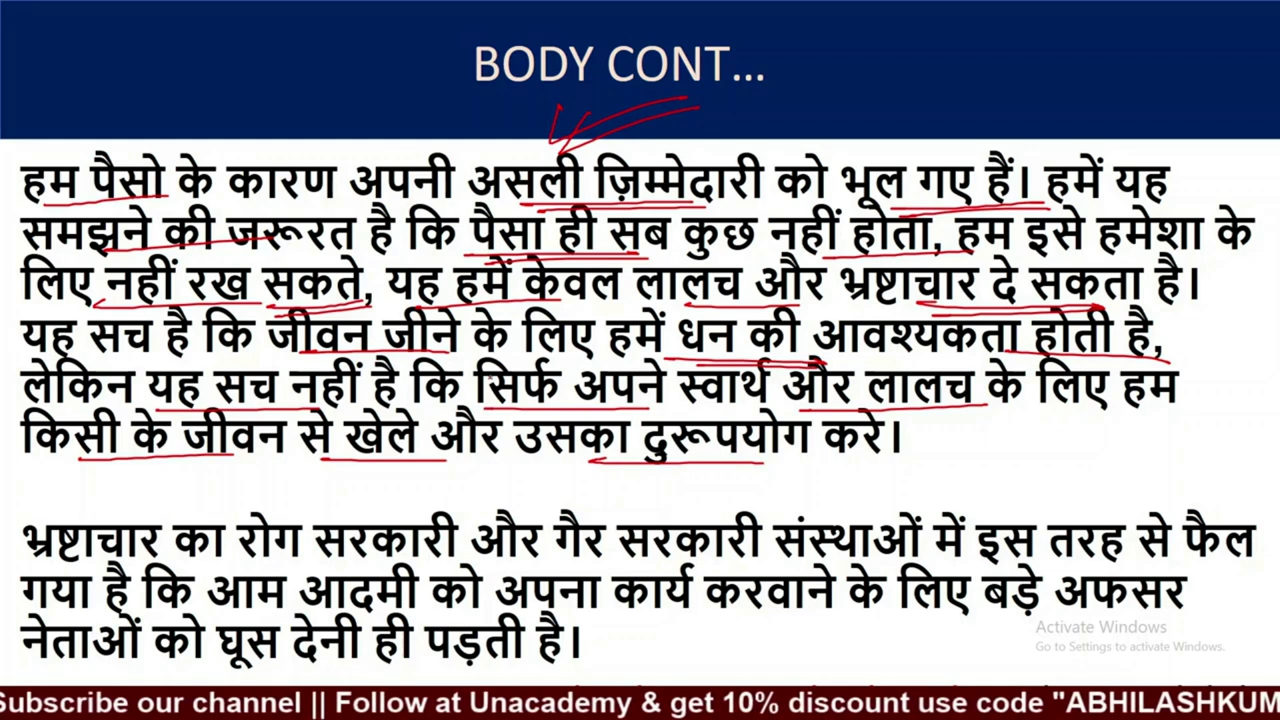 BODY CONT...
हम पैसो के कारण अपनी असली ज़िम्मेदारी को भूल गए हैं। हमें यह
समझने की जरूरत है कि पैसा ही सब कुछ नहीं होता, हम इसे हमेशा के
लिए नहीं रख सकते, यह हमें केवल लालच और भ्रष्टाचार दे सकता है।
यह सच है कि जीवन जीने के लिए हमें धन की आवश्यकता होती है,
लेकिन यह सच नहीं है कि सिर्फ अपने स्वार्थ और लालच के लिए हम
किसी के जीवन से खेले और उसका दुरूपयोग करे।
भ्रष्टाचार का रोग सरकारी और गैर सरकारी संस्थाओं में इस तरह से फैल
गया है कि आम आदमी को अपना कार्य करवाने के लिए बड़े अफसर
नेताओं को घूस देनी ही पड़ती है।
Activate Windows
Go to Settings to activate Windows.
Subscribe our channel || Follow at Unacademy & get 10% discount use code "ABHILASHKUM